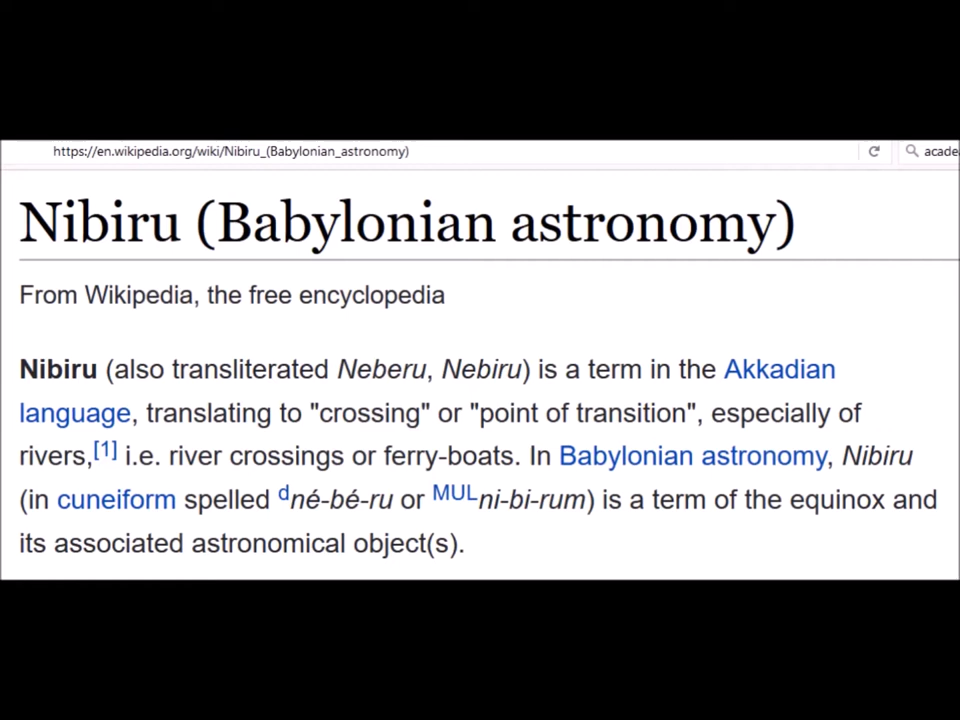 https://en.wikipedia.org/wiki/Nibiru_(Babylonian_astronomy) acade
Nibiru (Babylonian astronomy)
From Wikipedia, the free encyclopedia
Nibiru (also transliterated Neberu, Nebiru) is a term in the Akkadian
language, translating to "crossing" or "point of transition", especially of
rivers,[1] i.e. river crossings or ferry-boats. In Babylonian astronomy, Nibiru
(in cuneiform spelled dné-bé-ru or MULni-bi-rum) is a term of the equinox and
its associated astronomical object(s).